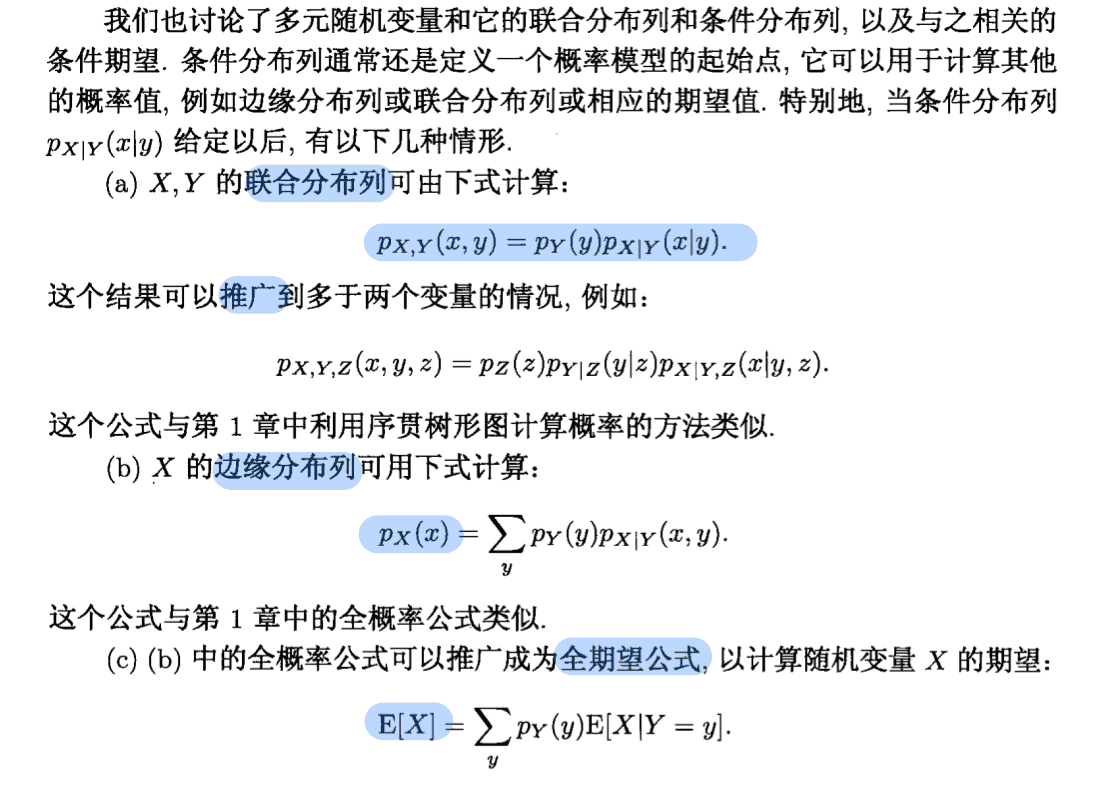 我们也讨论了多元随机变量和它的联合分布列和条件分布列, 以及与之相关的
条件期望. 条件分布列通常还是定义一个概率模型的起始点, 它可以用于计算其他
的概率值, 例如边缘分布列或联合分布列或相应的期望值. 特别地, 当条件分布列
p_{X|Y}(x|y) 给定以后, 有以下几种情形.
(a) X, Y 的联合分布列可由下式计算：
p_{X,Y}(x, y) = p_Y(y)p_{X|Y}(x|y).
这个结果可以推广到多于两个变量的情况, 例如：
p_{X,Y,Z}(x, y, z) = p_Z(z)p_{Y|Z}(y|z)p_{X|Y,Z}(x|y, z).
这个公式与第 1 章中利用序贯树形图计算概率的方法类似.
(b) X 的边缘分布列可用下式计算：
p_X(x) = ∑_y p_Y(y)p_{X|Y}(x, y).
这个公式与第 1 章中的全概率公式类似.
(c) (b) 中的全概率公式可以推广成为全期望公式, 以计算随机变量 X 的期望：
E[X] = ∑_y p_Y(y)E[X|Y = y].